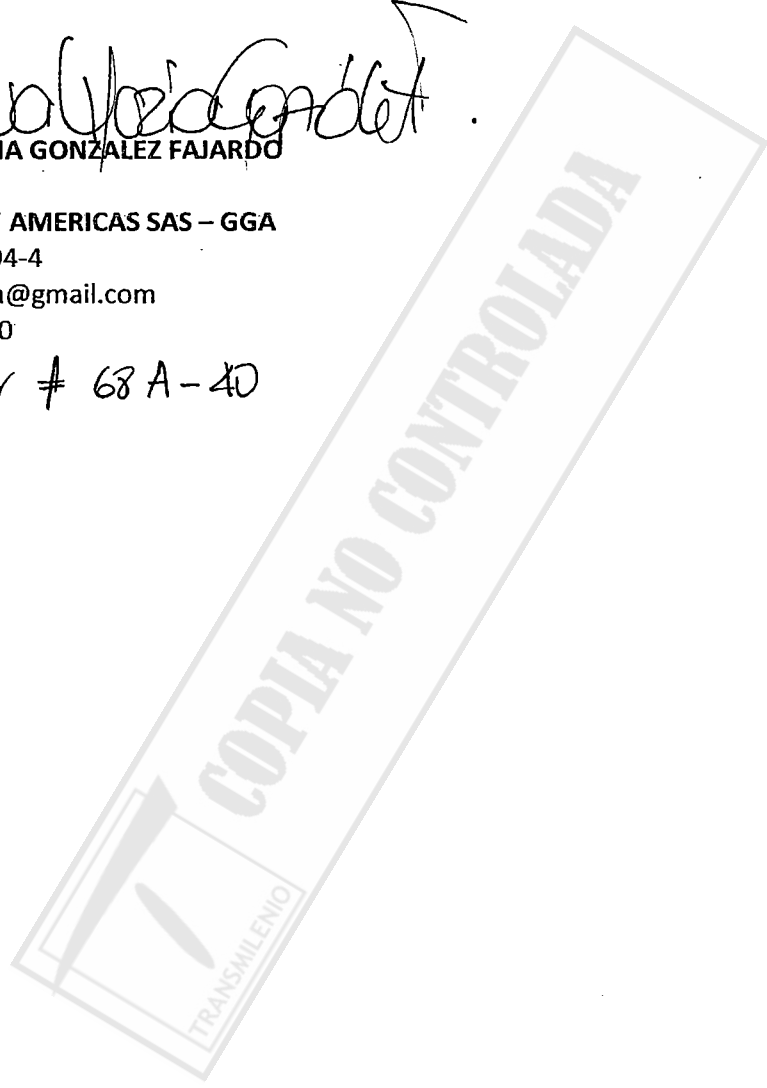 IA GONZALEZ FAJARDO
AMERICAS SAS – GGA
04-4
a@gmail.com
0
# 68 A - 40
COPIA NO CONTROLADA
TRANSMILENIO